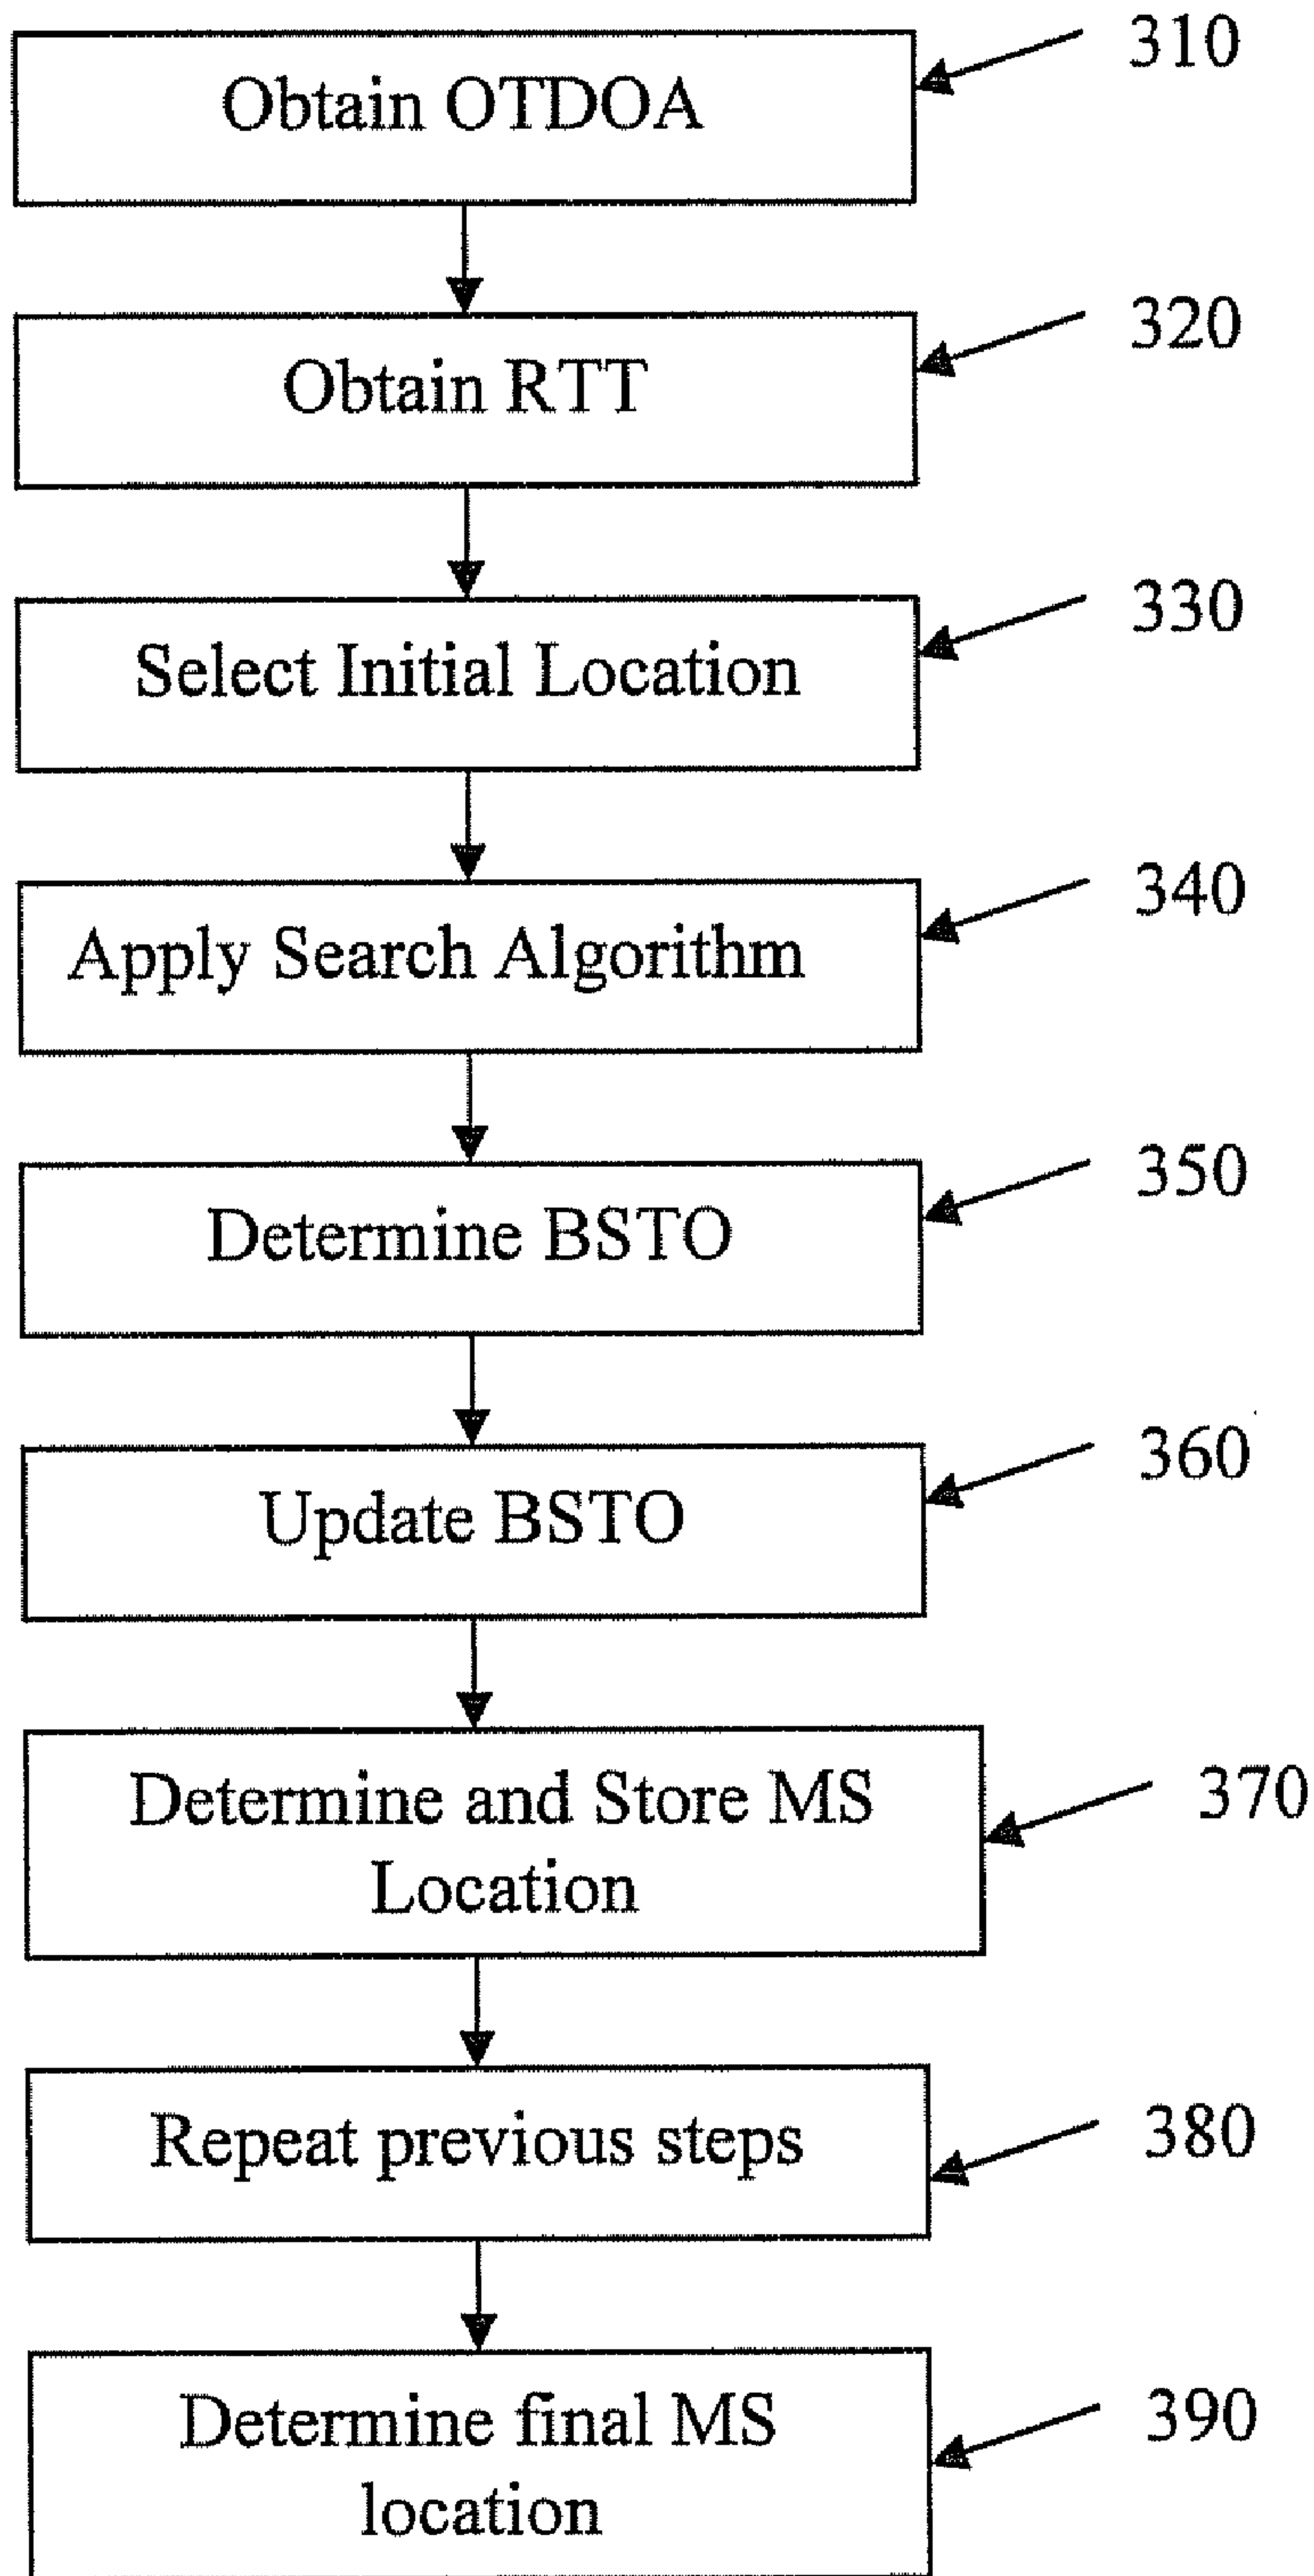 Obtain OTDOA
310
Obtain RTT
320
Select Initial Location
330
Apply Search Algorithm
340
Determine BSTO
350
Update BSTO
360
Determine and Store MS
Location
370
Repeat previous steps
380
Determine final MS
location
390